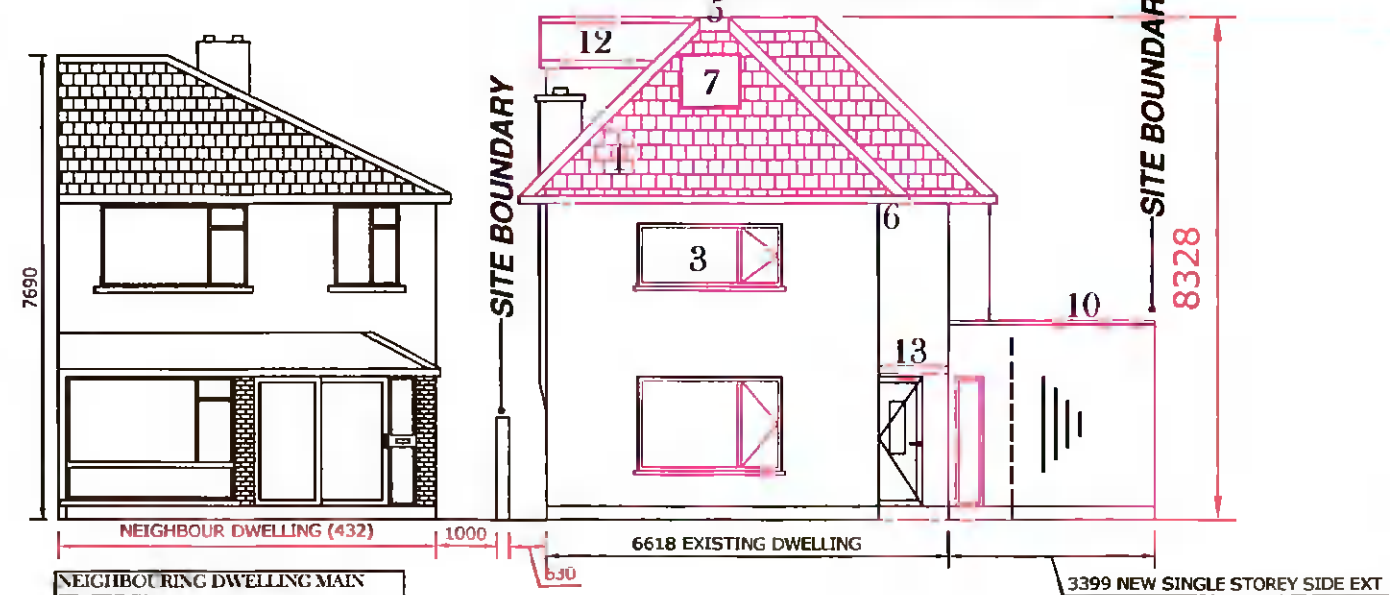 5
12
7
1
SITE BOUNDARY
SITE BOUNDARY
6
3
7690
8328
10
13
NEIGHBOUR DWELLING (432)
1000
630
6618 EXISTING DWELLING
3399 NEW SINGLE STOREY SIDE EXT
NEIGHBOURING DWELLING MAIN